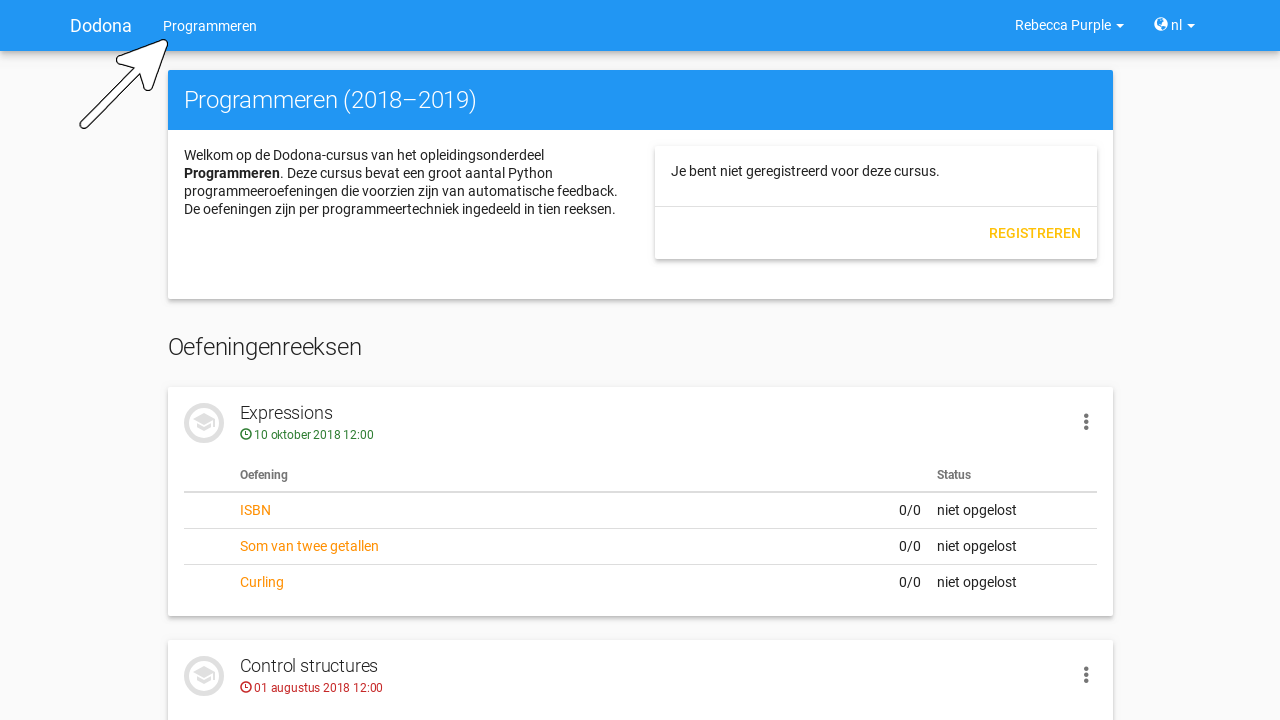 Dodona Programmeren Rebecca Purple nl
Programmeren (2018–2019)
Welkom op de Dodona-cursus van het opleidingsonderdeel
Programmeren. Deze cursus bevat een groot aantal Python
programmeeroefeningen die voorzien zijn van automatische feedback.
De oefeningen zijn per programmeertechniek ingedeeld in tien reeksen.
Je bent niet geregistreerd voor deze cursus.
REGISTREREN
Oefeningenreeksen
Expressions
10 oktober 2018 12:00
Oefening Status
ISBN 0/0 niet opgelost
Som van twee getallen 0/0 niet opgelost
Curling 0/0 niet opgelost
Control structures
01 augustus 2018 12:00